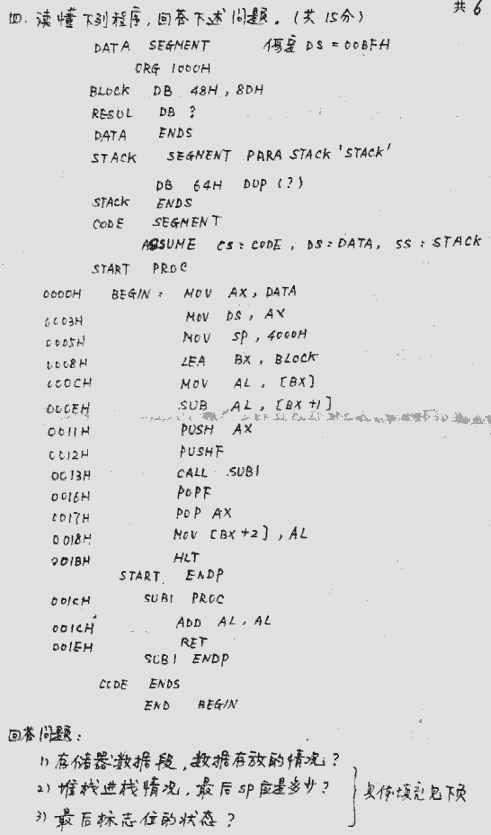 共6
四. 读懂下列程序,回答下述问题。(共15分)
DATA SEGMENT 假定 DS=00BFH
ORG 1000H
BLOCK DB 48H, 8DH
RESUL DB ?
DATA ENDS
STACK SEGMENT PARA STACK 'STACK'
DB 64H DUP (?)
STACK ENDS
CODE SEGMENT
ASSUME CS: CODE, DS: DATA, SS: STACK
START PROC
0000H BEGIN: MOV AX, DATA
0003H MOV DS, AX
0005H MOV SP, 4000H
0008H LEA BX, BLOCK
000CH MOV AL, [BX]
000EH SUB AL, [BX+1]
0011H PUSH AX
0012H PUSHF
0013H CALL SUB1
0016H POPF
0017H POP AX
0018H MOV [BX+2], AL
001BH HLT
START ENDP
001CH SUB1 PROC
001CH ADD AL, AL
001EH RET
SUB1 ENDP
CODE ENDS
END BEGIN
回答问题:
1) 存储器数据段,数据存放的情况?
2) 堆栈进栈情况,最后SP应是多少?
3) 最后标志位的状态?
具体填空见下页